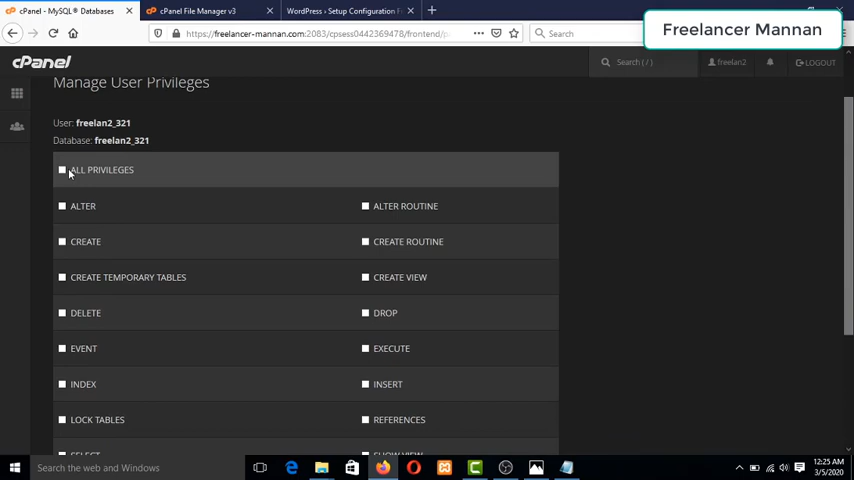 cPanel - MySQL® Databases
cPanel File Manager v3
WordPress › Setup Configuration F
https://freelancer-mannan.com:2083/cpsess0442369478/frontend/p
Search
Freelancer Mannan
cPanel
Search ( / )
freelan2
LOGOUT
Manage User Privileges
User: freelan2_321
Database: freelan2_321
ALL PRIVILEGES
ALTER
ALTER ROUTINE
CREATE
CREATE ROUTINE
CREATE TEMPORARY TABLES
CREATE VIEW
DELETE
DROP
EVENT
EXECUTE
INDEX
INSERT
LOCK TABLES
REFERENCES
SELECT
SHOW VIEW
Search the web and Windows
12:25 AM
3/5/2020